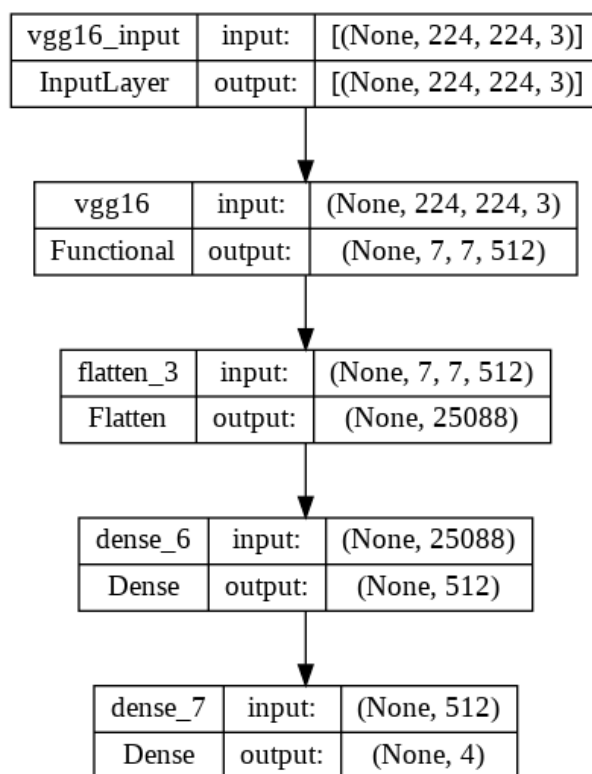 vgg16_input input: [(None, 224, 224, 3)]
InputLayer output: [(None, 224, 224, 3)]
vgg16 input: (None, 224, 224, 3)
Functional output: (None, 7, 7, 512)
flatten_3 input: (None, 7, 7, 512)
Flatten output: (None, 25088)
dense_6 input: (None, 25088)
Dense output: (None, 512)
dense_7 input: (None, 512)
Dense output: (None, 4)